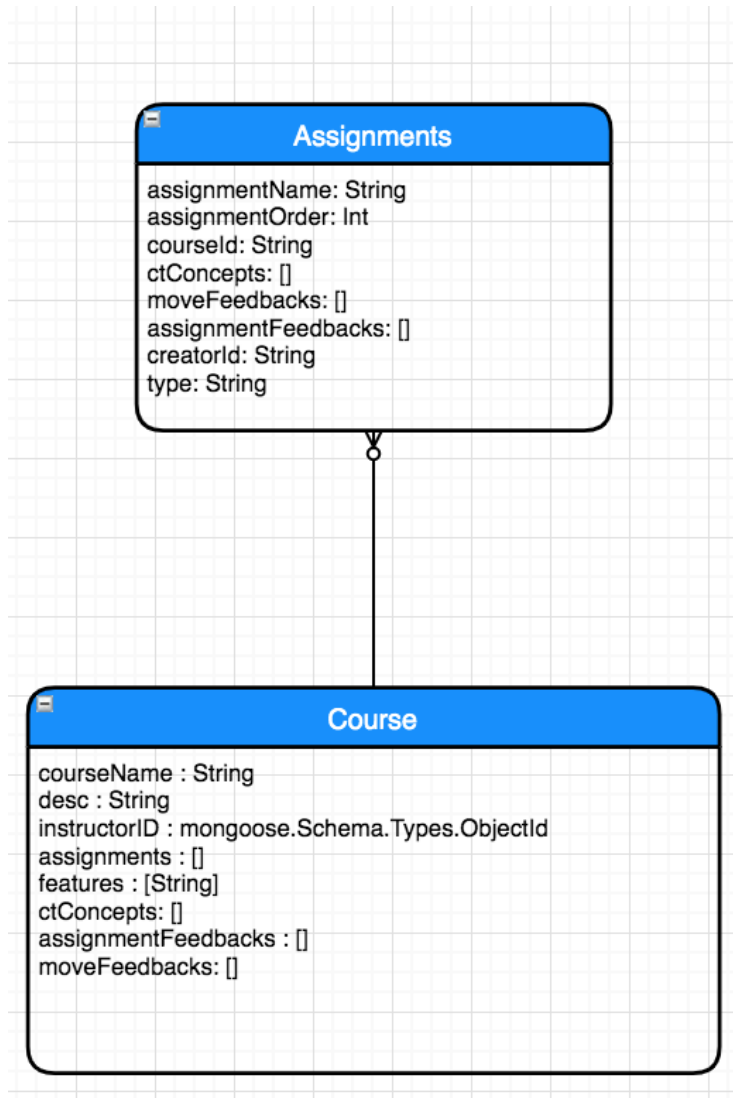 Assignments
assignmentName: String
assignmentOrder: Int
courseId: String
ctConcepts: []
moveFeedbacks: []
assignmentFeedbacks: []
creatorId: String
type: String
Course
courseName : String
desc : String
instructorID : mongoose.Schema.Types.ObjectId
assignments : []
features : [String]
ctConcepts: []
assignmentFeedbacks : []
moveFeedbacks: []